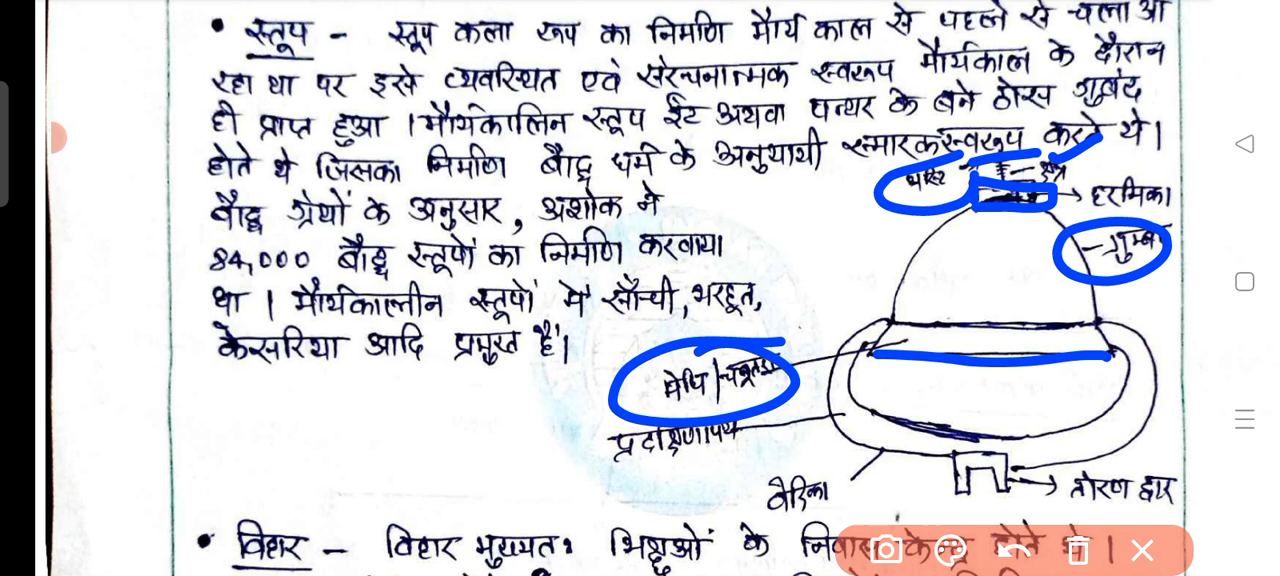 • स्तूप - स्तूप कला रूप का निर्माण मौर्य काल से पहले से चला आ
रहा था पर इसे व्यवस्थित एवं संरचनात्मक स्वरूप मौर्यकाल के दौरान
ही प्राप्त हुआ । मौर्यकालिन स्तूप ईंट अथवा पत्थर के बने ठोस गुंबद
होते थे जिसका निर्माण बौद्ध धर्म के अनुयायी स्मारक स्वरूप करते थे।
बौद्ध ग्रंथों के अनुसार, अशोक ने
84,000 बौद्ध स्तूपों का निर्माण करवाया
था । मौर्यकालीन स्तूपों में साँची, भरहूत,
केसरिया आदि प्रमुख हैं।
छत्र
हरमिका
गुम्बद
मेधि / चबूतरा
प्रदक्षिणापथ
वेदिका
तोरण द्वार
• विहार - विहार मुख्यतः भिक्षुओं के निवास केन्द्र होते थे।